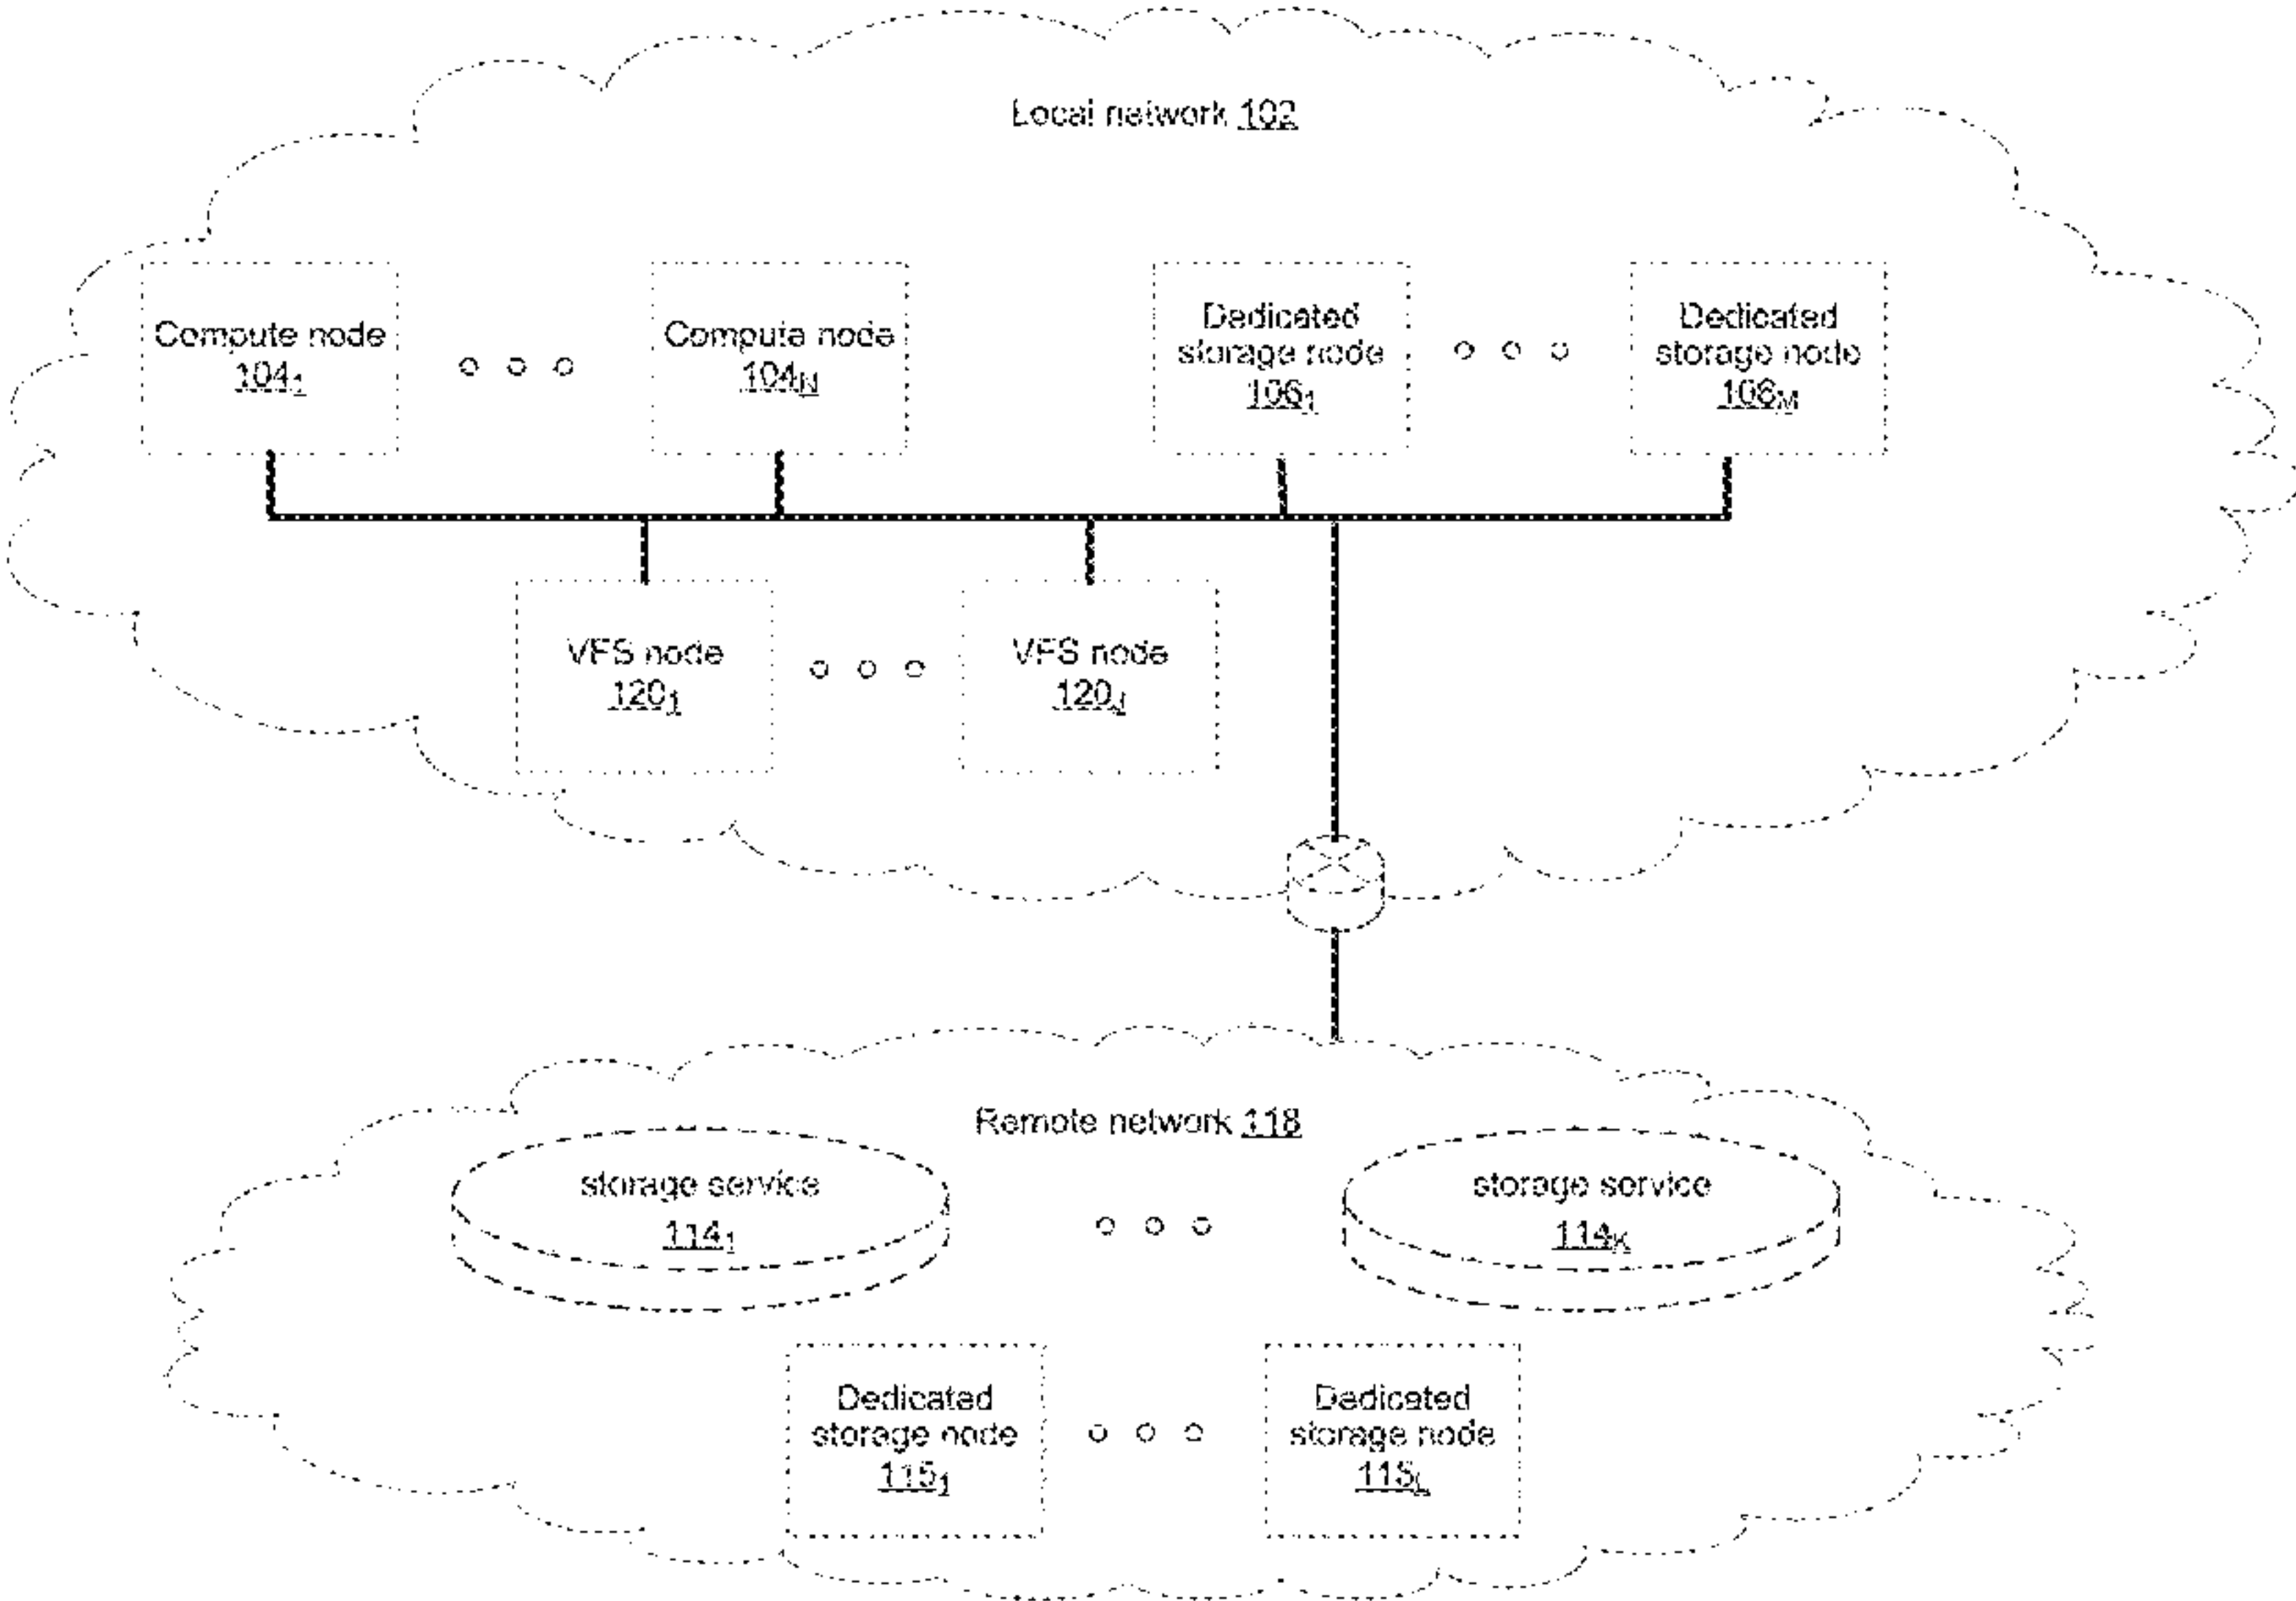 Local network 102
Compute node
104₁
Compute node
104N
Dedicated
storage node
106₁
Dedicated
storage node
106M
VFS node
120₁
VFS node
120J
Remote network 118
storage service
114₁
storage service
114K
Dedicated
storage node
115₁
Dedicated
storage node
115L